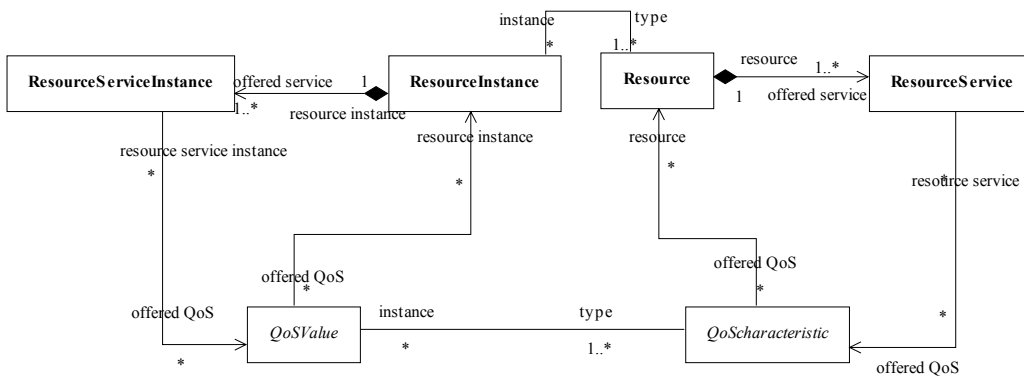 instance type
* 1..*
ResourceServiceInstance
offered service
1
1..*
resource instance
ResourceInstance
Resource
resource
1..*
1
offered service
ResourceService
resource service instance
*
resource instance
*
resource
*
resource service
*
offered QoS
*
offered QoS
*
offered QoS
*
QoSValue
instance
*
type
1..*
QoScharacteristic
*
offered QoS